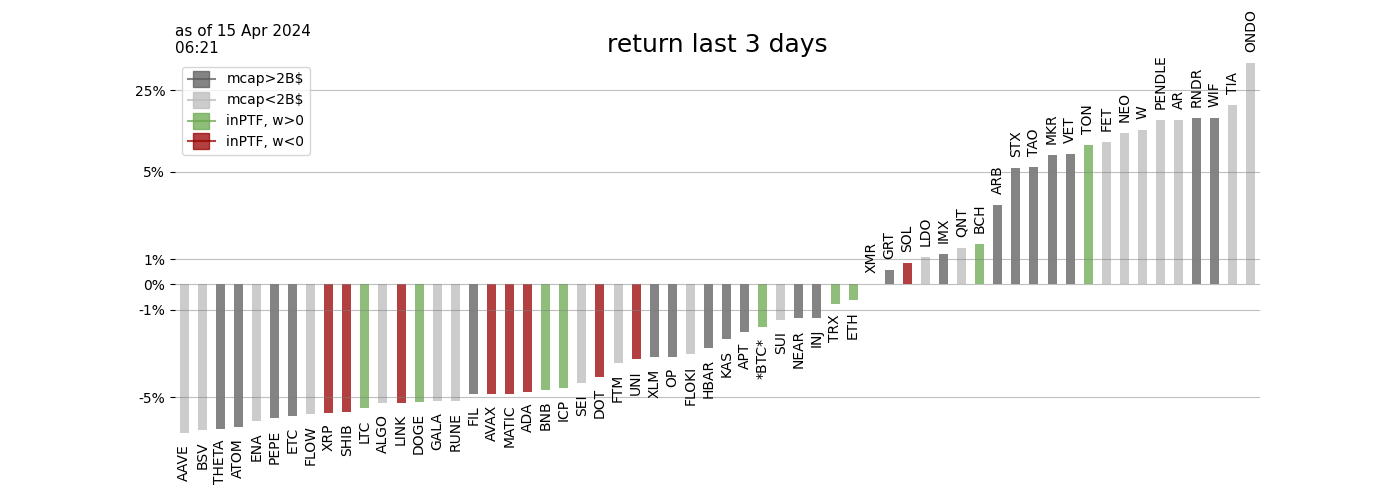 as of 15 Apr 2024
06:21
return last 3 days
mcap>2B$
mcap<2B$
inPTF, w>0
inPTF, w<0
25%
5%
1%
0%
-1%
-5%
AAVE
BSV
THETA
ATOM
ENA
PEPE
ETC
FLOW
XRP
SHIB
LTC
ALGO
LINK
DOGE
GALA
RUNE
FIL
AVAX
MATIC
ADA
BNB
ICP
SEI
DOT
FTM
UNI
XLM
OP
FLOKI
HBAR
KAS
APT
*BTC*
SUI
NEAR
INJ
TRX
ETH
XMR
GRT
SOL
LDO
IMX
QNT
BCH
ARB
STX
TAO
MKR
VET
TON
FET
NEO
W
PENDLE
AR
RNDR
WIF
TIA
ONDO